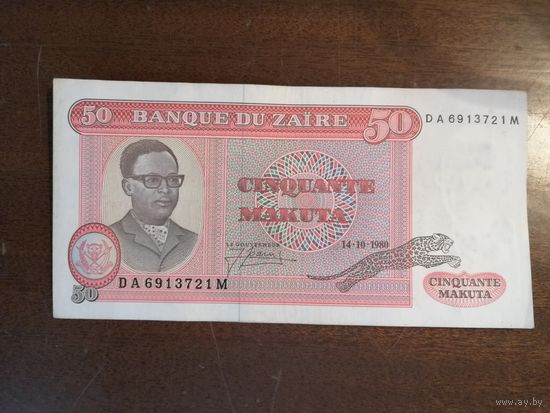 50 BANQUE DU ZAÏRE 50
DA6913721M
CINQUANTE
MAKUTA
LE GOUVERNEUR
14-10-1980
DA6913721M
50
CINQUANTE
MAKUTA
www.ay.by